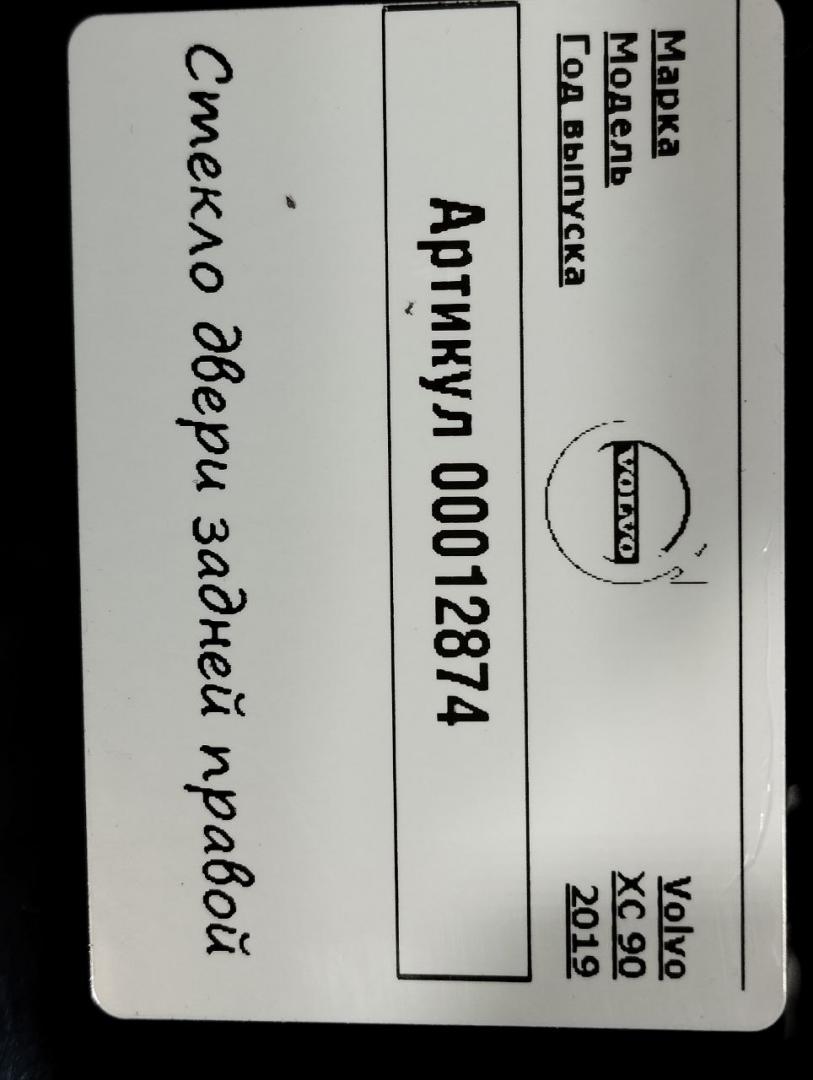 Марка Volvo
Модель XC 90
Год выпуска 2019
VOLVO
Артикул 00012874
Стекло двери задней правой